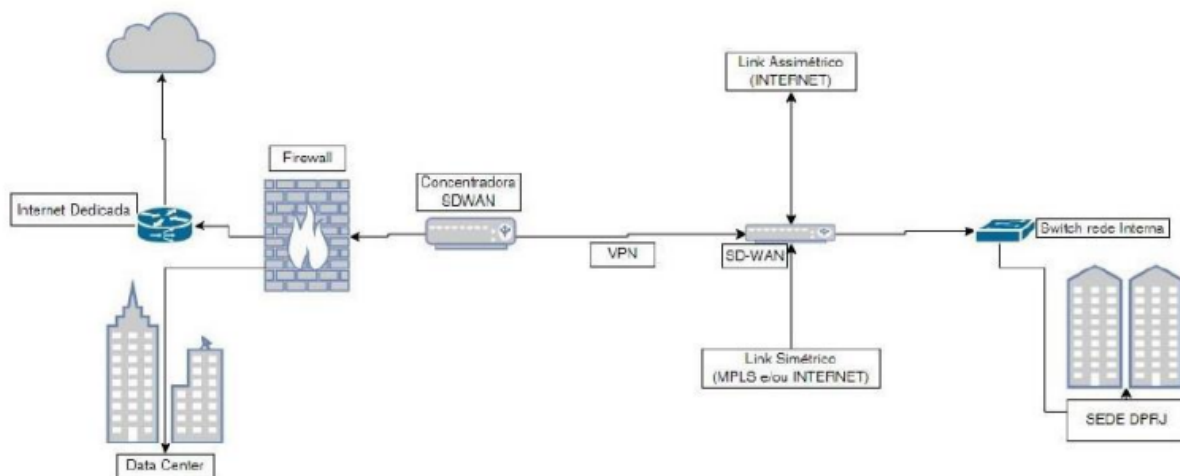 Link Assimétrico
(INTERNET)
Firewall
Concentradora
SDWAN
Internet Dedicada
VPN
SD-WAN
Switch rede Interna
Link Simétrico
(MPLS e/ou INTERNET)
SEDE DPRJ
Data Center